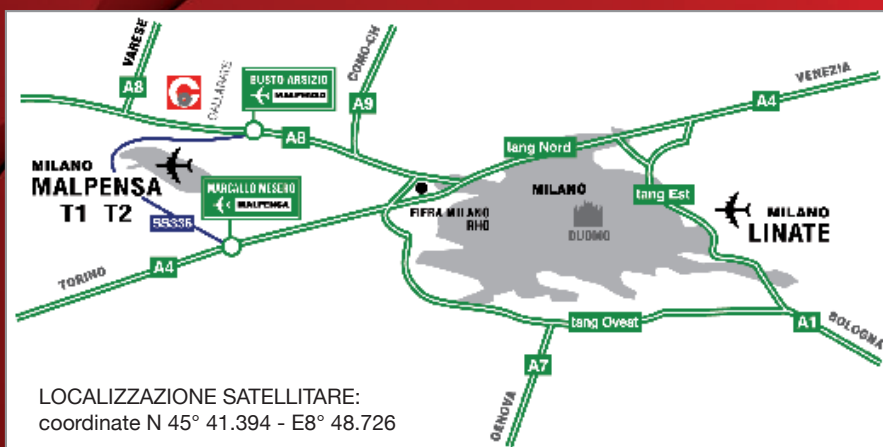 VARESE
A8
GALLARATE
BUSTO ARSIZIO
MALPENSA
COMO-CH
A9
VENEZIA
A4
A8
tang Nord
MILANO
MALPENSA
T1 T2
MARCALLO MESERO
MALPENSA
SS336
FIERA MILANO
RHO
MILANO
DUOMO
tang Est
MILANO
LINATE
TORINO
A4
tang Ovest
A1
BOLOGNA
A7
GENOVA
LOCALIZZAZIONE SATELLITARE:
coordinate N 45° 41.394 - E8° 48.726